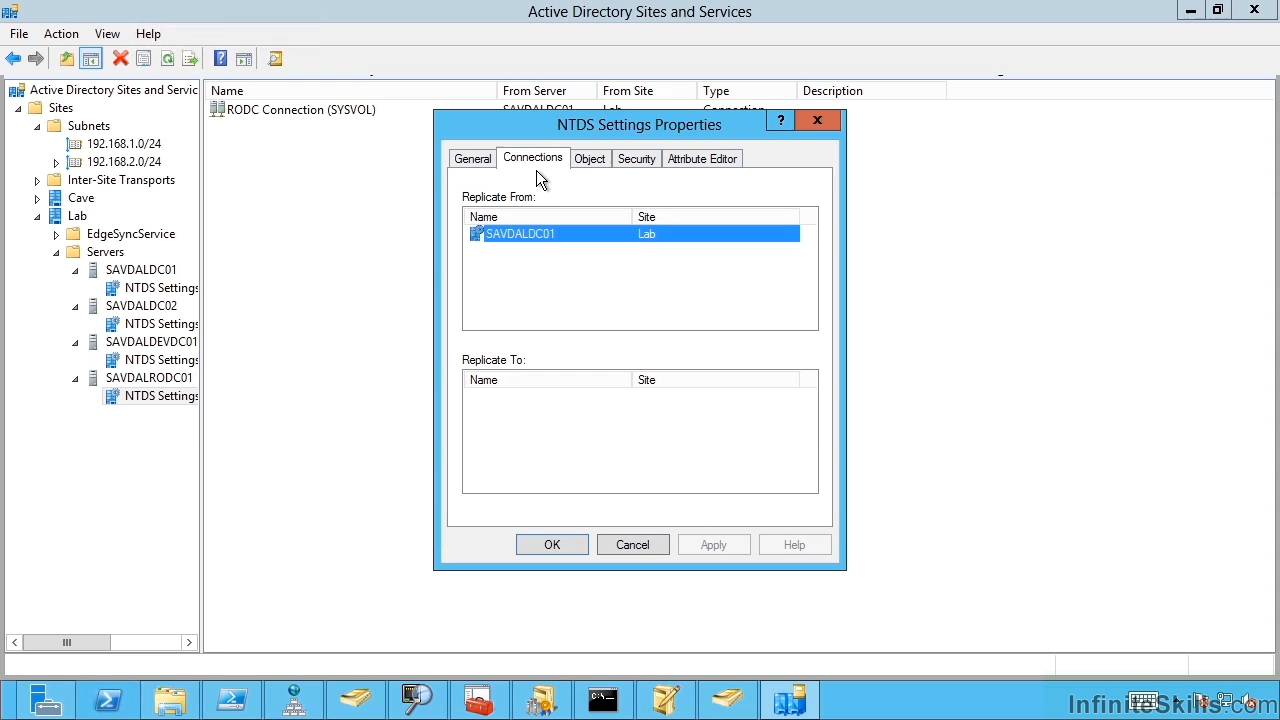 Active Directory Sites and Services
File Action View Help
Active Directory Sites and Servic
Sites
Subnets
192.168.1.0/24
192.168.2.0/24
Inter-Site Transports
Cave
Lab
EdgeSyncService
Servers
SAVDALDC01
NTDS Settings
SAVDALDC02
NTDS Settings
SAVDALDEVDC01
NTDS Settings
SAVDALRODC01
NTDS Settings
Name From Server From Site Type Description
RODC Connection (SYSVOL) SAVDALDC01 Lab Connection
NTDS Settings Properties
General Connections Object Security Attribute Editor
Replicate From:
Name Site
SAVDALDC01 Lab
Replicate To:
Name Site
OK Cancel Apply Help
InfiniteSkills.com